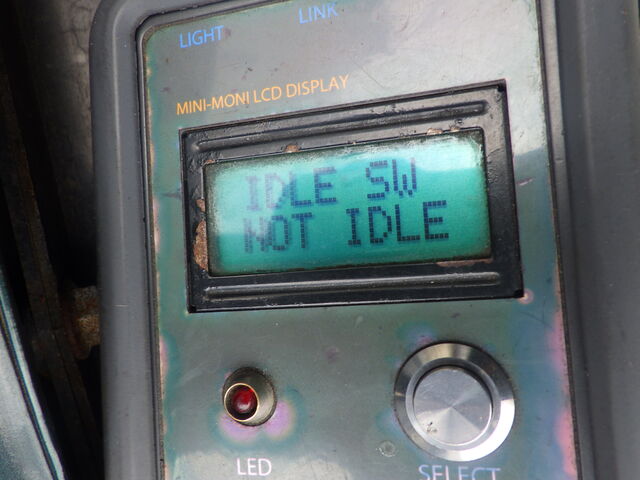 LIGHT
LINK
MINI-MONI LCD DISPLAY
IDLE SW
NOT IDLE
LED
SELECT